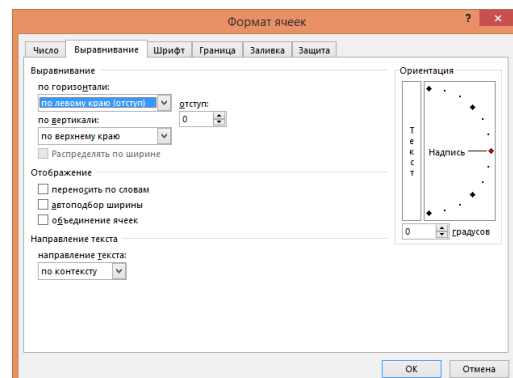 Формат ячеек
? ×
Число Выравнивание Шрифт Граница Заливка Защита
Выравнивание
по горизонтали:
по левому краю (отступ)
отступ:
по вертикали:
0
по верхнему краю
Распределять по ширине
Отображение
переносить по словам
автоподбор ширины
объединение ячеек
Направление текста
направление текста:
по контексту
Ориентация
Текст
Надпись
0 градусов
ОК Отмена